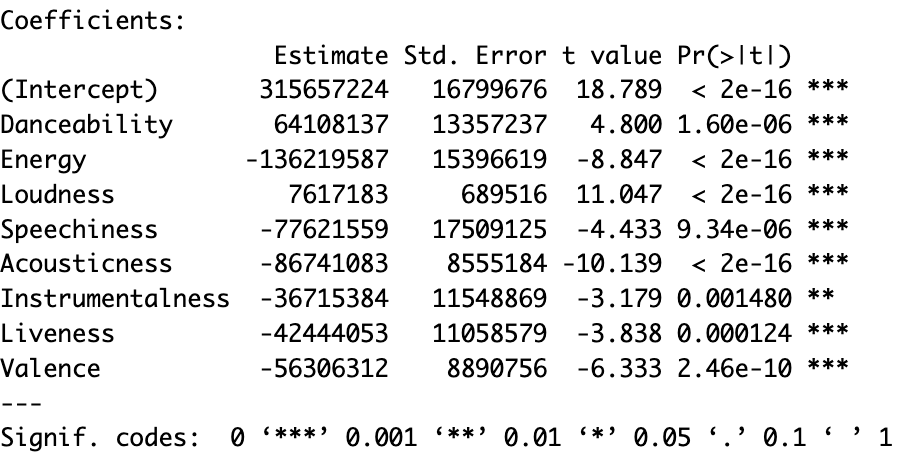 Coefficients:
                   Estimate Std. Error t value Pr(>|t|)
(Intercept)       315657224   16799676  18.789  < 2e-16 ***
Danceability       64108137   13357237   4.800 1.60e-06 ***
Energy           -136219587   15396619  -8.847  < 2e-16 ***
Loudness            7617183     689516  11.047  < 2e-16 ***
Speechiness       -77621559   17509125  -4.433 9.34e-06 ***
Acousticness      -86741083    8555184 -10.139  < 2e-16 ***
Instrumentalness  -36715384   11548869  -3.179 0.001480 **
Liveness          -42444053   11058579  -3.838 0.000124 ***
Valence           -56306312    8890756  -6.333 2.46e-10 ***
---
Signif. codes:  0 ‘***’ 0.001 ‘**’ 0.01 ‘*’ 0.05 ‘.’ 0.1 ‘ ’ 1